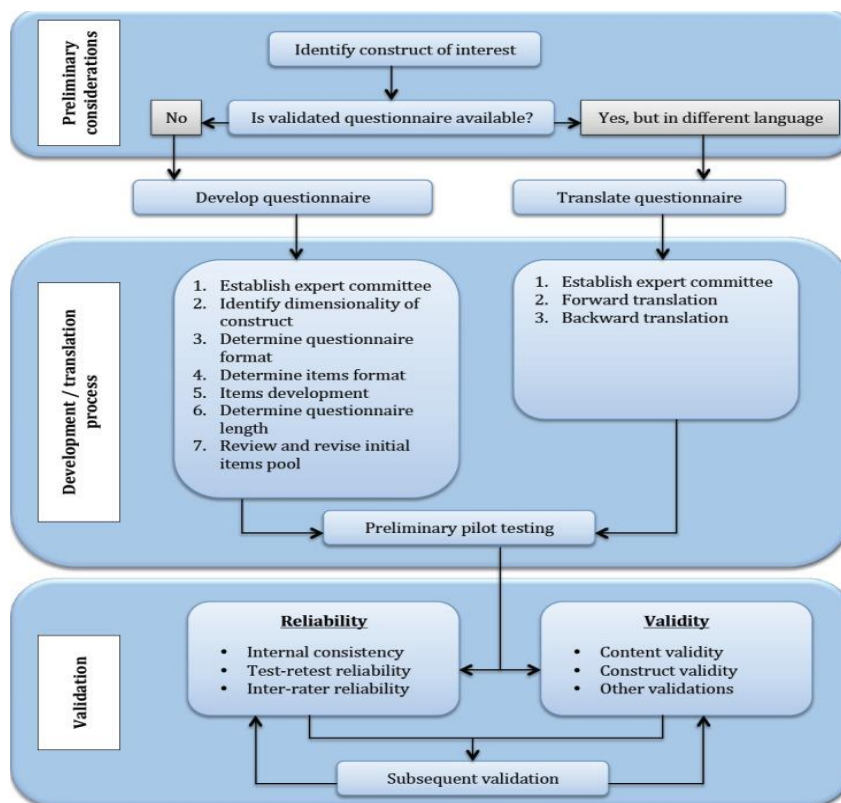 Preliminary
considerations
Identify construct of interest
No
Is validated questionnaire available?
Yes, but in different language
Develop questionnaire
Translate questionnaire
Development / translation
process
1. Establish expert committee
2. Identify dimensionality of
construct
3. Determine questionnaire
format
4. Determine items format
5. Items development
6. Determine questionnaire
length
7. Review and revise initial
items pool
1. Establish expert committee
2. Forward translation
3. Backward translation
Preliminary pilot testing
Validation
Reliability
• Internal consistency
• Test-retest reliability
• Inter-rater reliability
Validity
• Content validity
• Construct validity
• Other validations
Subsequent validation